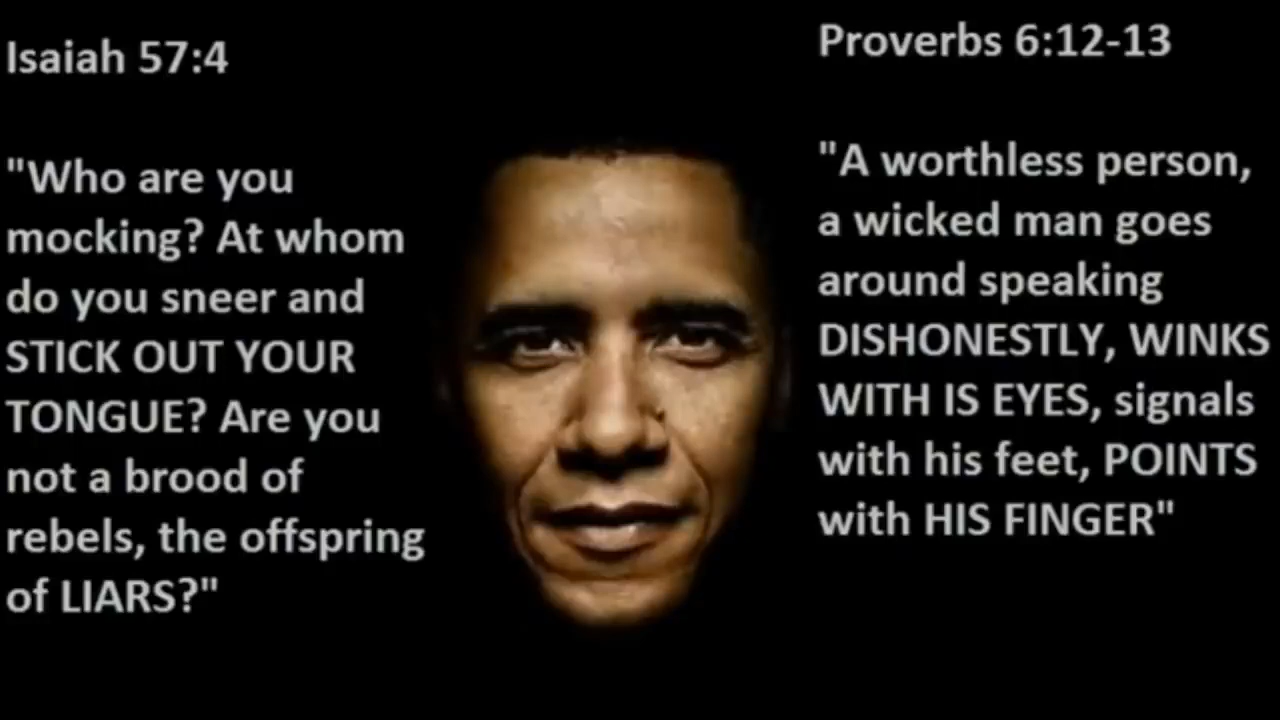 Isaiah 57:4
"Who are you
mocking? At whom
do you sneer and
STICK OUT YOUR
TONGUE? Are you
not a brood of
rebels, the offspring
of LIARS?"
Proverbs 6:12-13
"A worthless person,
a wicked man goes
around speaking
DISHONESTLY, WINKS
WITH IS EYES, signals
with his feet, POINTS
with HIS FINGER"